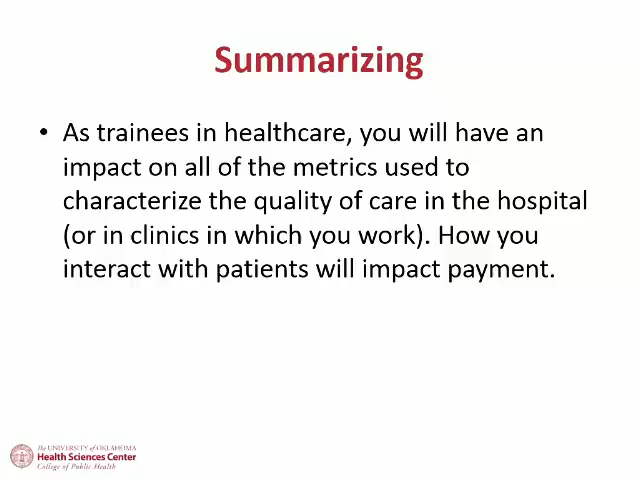 Summarizing
• As trainees in healthcare, you will have an
impact on all of the metrics used to
characterize the quality of care in the hospital
(or in clinics in which you work). How you
interact with patients will impact payment.
The UNIVERSITY of OKLAHOMA
Health Sciences Center
College of Public Health